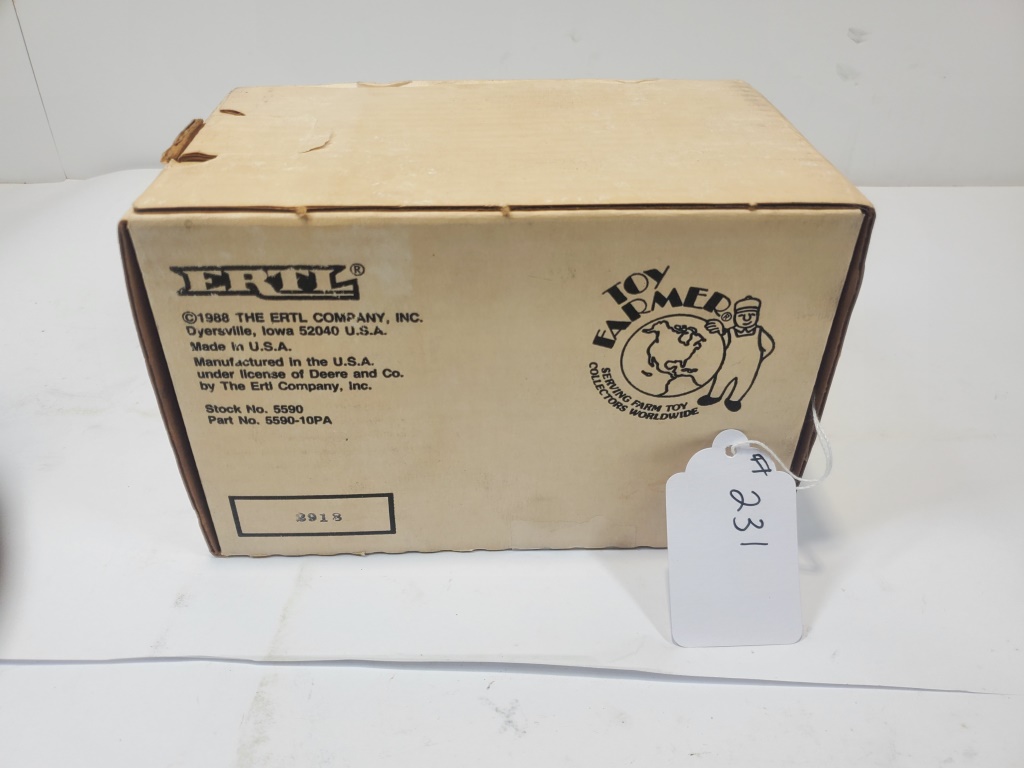 ERTL®
©1988 THE ERTL COMPANY, INC.
Dyersville, Iowa 52040 U.S.A.
Made in U.S.A.
Manufactured in the U.S.A.
under license of Deere and Co.
by The Ertl Company, Inc.
Stock No. 5590
Part No. 5590-10PA
2918
TOY
FARMER®
SERVING FARM TOY
COLLECTORS WORLDWIDE
# 231